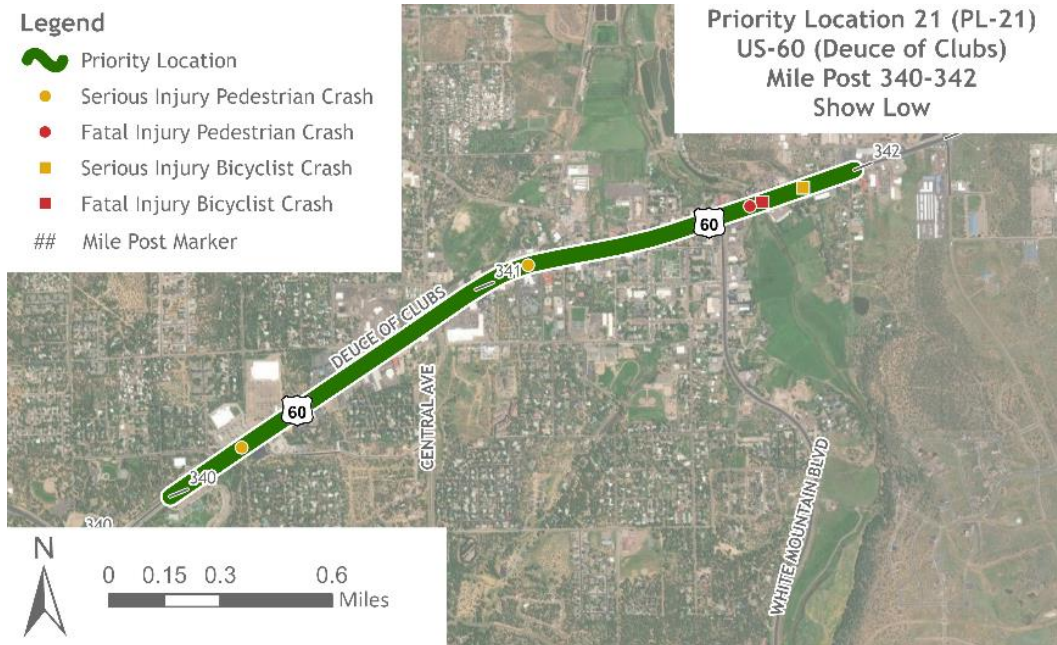 Legend
Priority Location
Serious Injury Pedestrian Crash
Fatal Injury Pedestrian Crash
Serious Injury Bicyclist Crash
Fatal Injury Bicyclist Crash
## Mile Post Marker
Priority Location 21 (PL-21)
US-60 (Deuce of Clubs)
Mile Post 340-342
Show Low
342
60
341
DEUCE OF CLUBS
60
CENTRAL AVE
340
340
WHITE MOUNTAIN BLVD
N
0 0.15 0.3 0.6
Miles